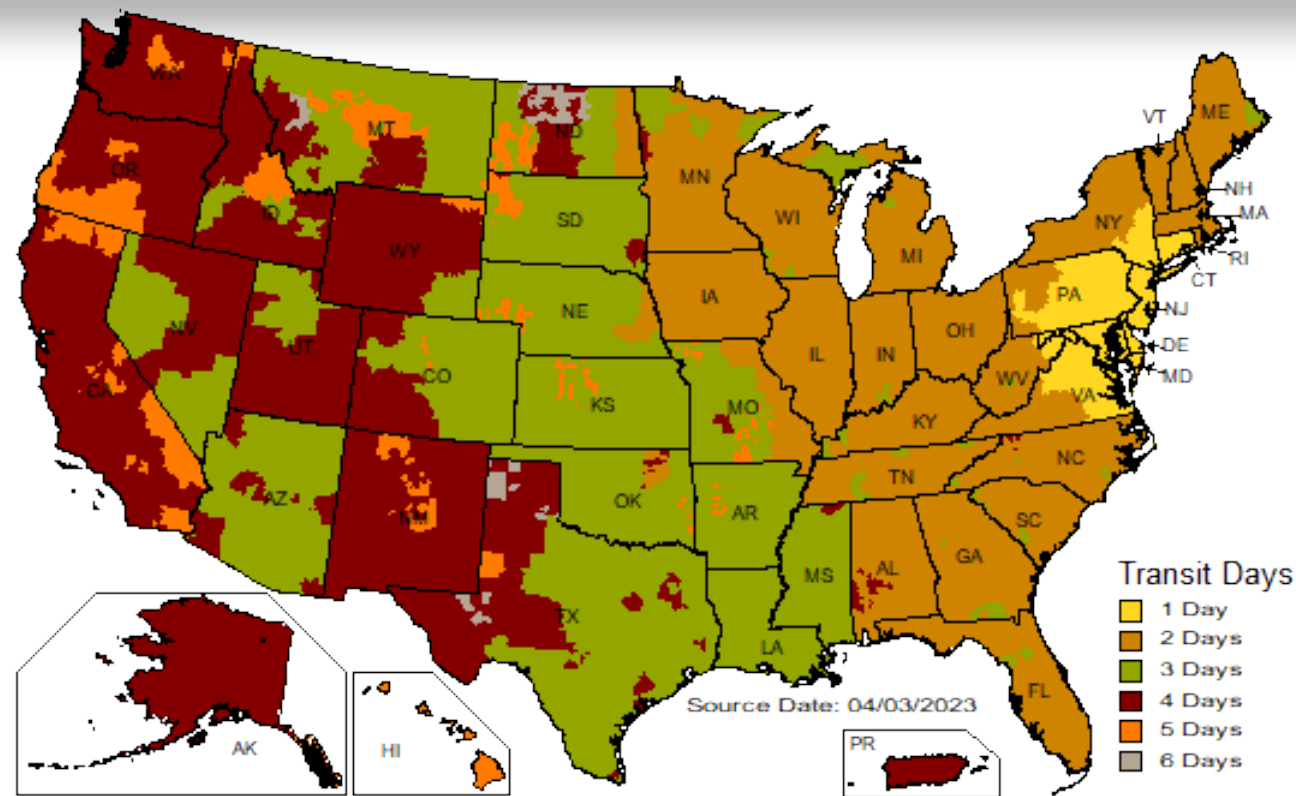 WA
MT
ND
MN
OR
ID
SD
WI
MI
NY
VT
ME
NH
MA
RI
CT
WY
NE
IA
PA
NJ
DE
MD
NV
UT
CO
KS
IL
IN
OH
WV
VA
CA
MO
KY
AZ
NM
OK
AR
TN
NC
SC
TX
MS
AL
GA
LA
FL
AK
HI
PR
Source Date: 04/03/2023
Transit Days
1 Day
2 Days
3 Days
4 Days
5 Days
6 Days